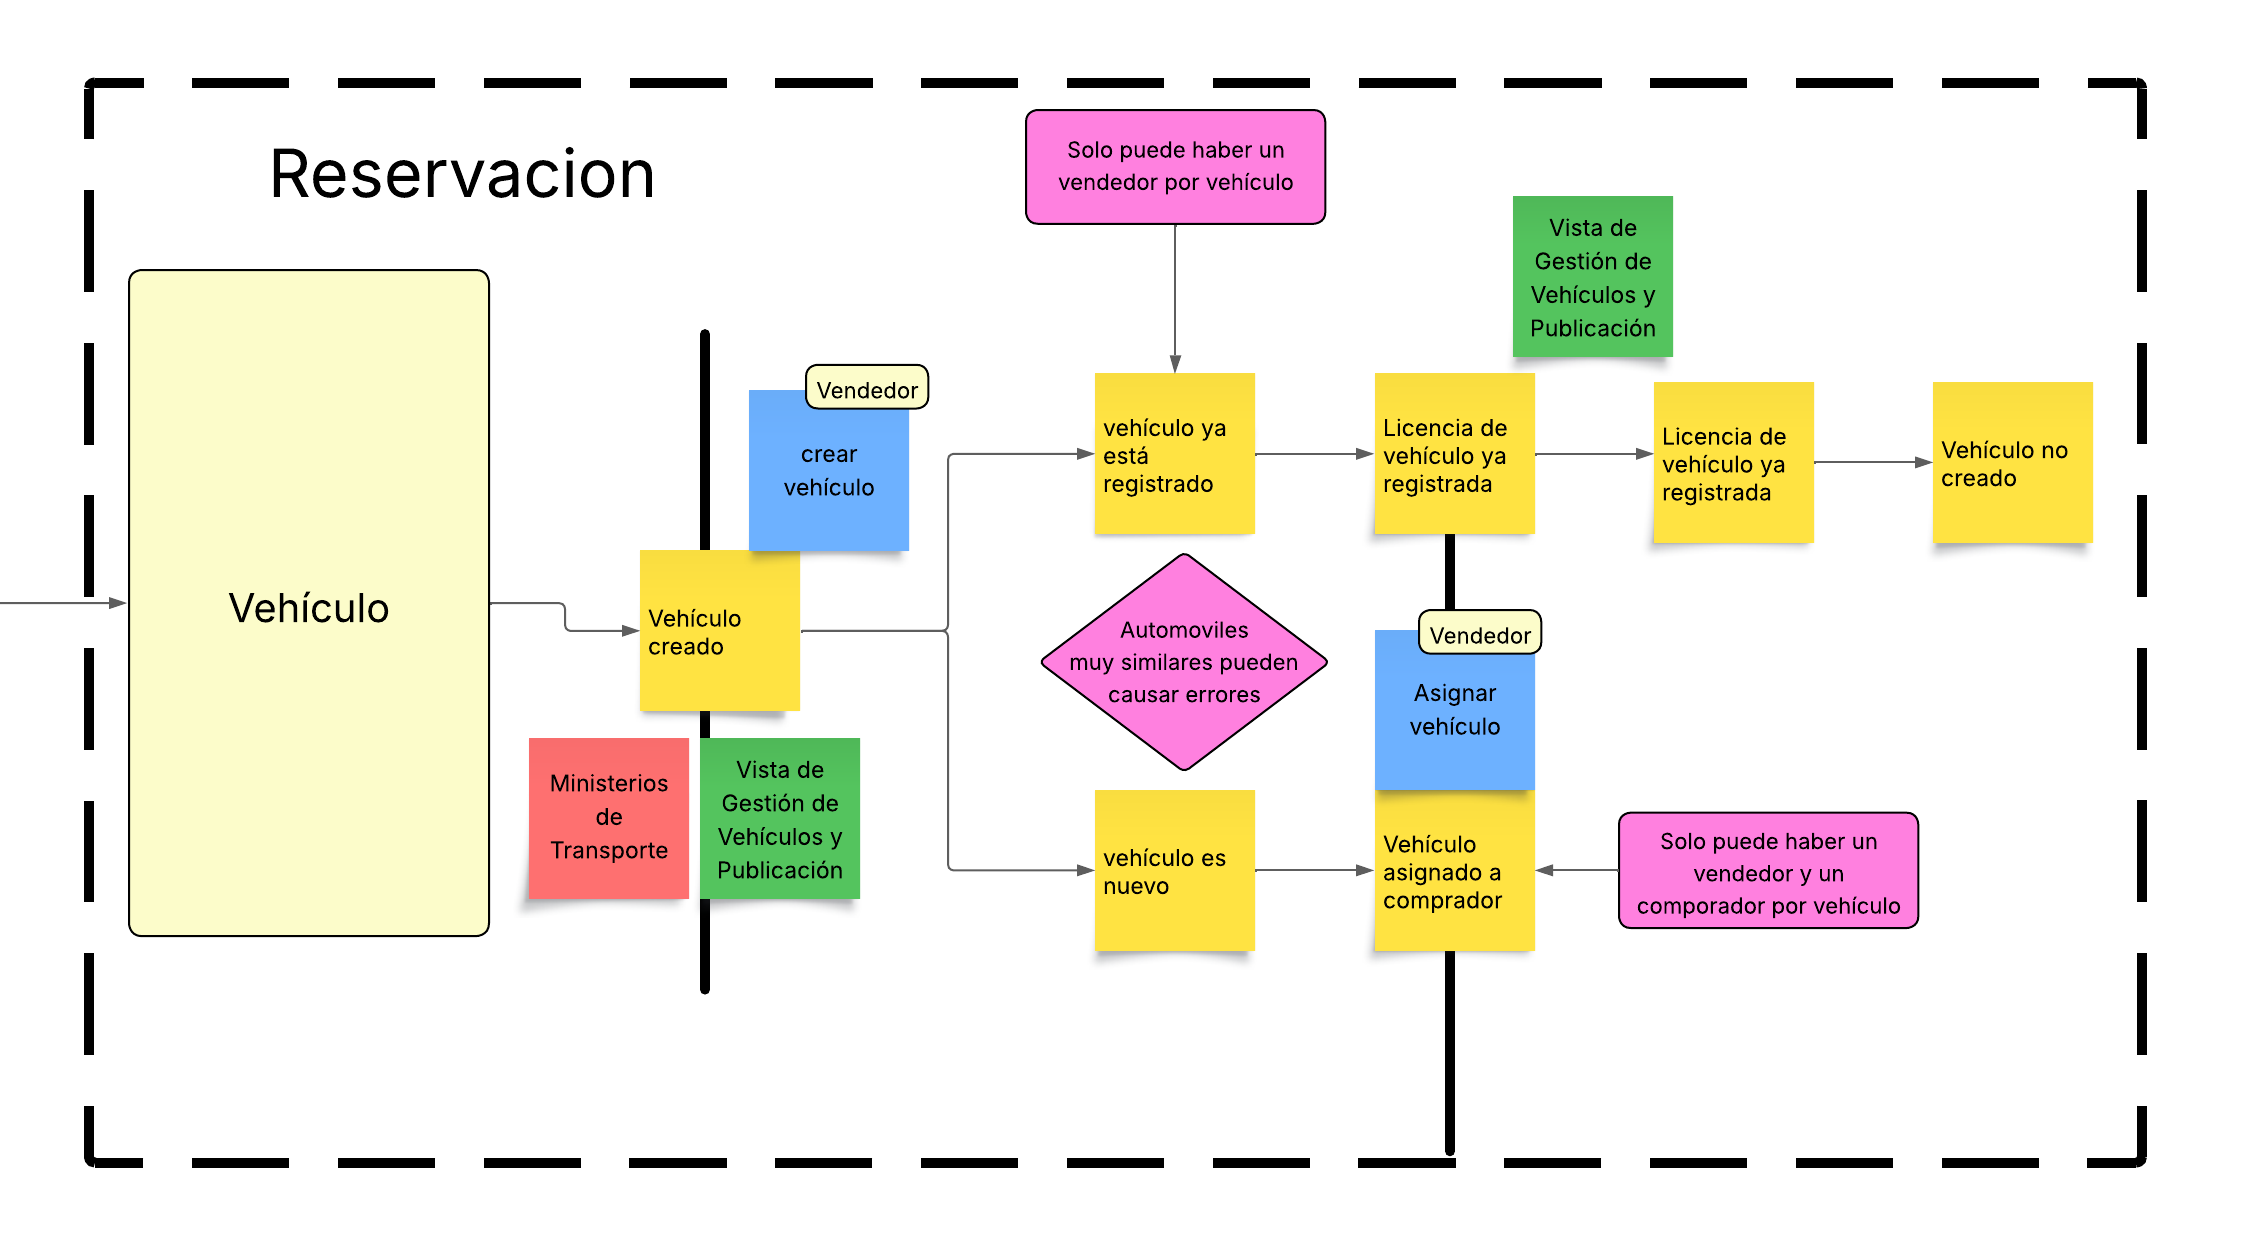 Reservacion
Solo puede haber un
vendedor por vehículo
Vista de
Gestión de
Vehículos y
Publicación
Vehículo
Vendedor
crear
vehículo
vehículo ya
está
registrado
Licencia de
vehículo ya
registrada
Licencia de
vehículo ya
registrada
Vehículo no
creado
Vehículo
creado
Automoviles
muy similares pueden
causar errores
Vendedor
Asignar
vehículo
Ministerios
de
Transporte
Vista de
Gestión de
Vehículos y
Publicación
vehículo es
nuevo
Vehículo
asignado a
comprador
Solo puede haber un
vendedor y un
comporador por vehículo